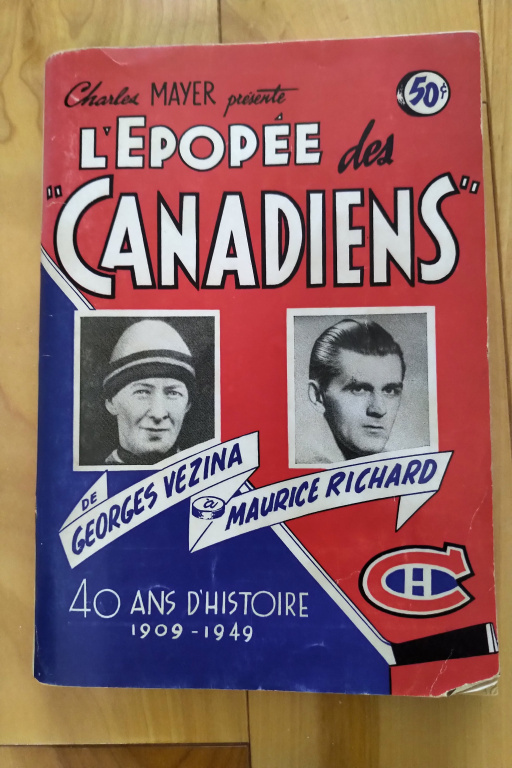 Charles MAYER présente
50¢
L'EPOPÉE des
"CANADIENS"
DE
GEORGES VEZINA
à
MAURICE RICHARD
CH
40 ANS D'HISTOIRE
1909 - 1949